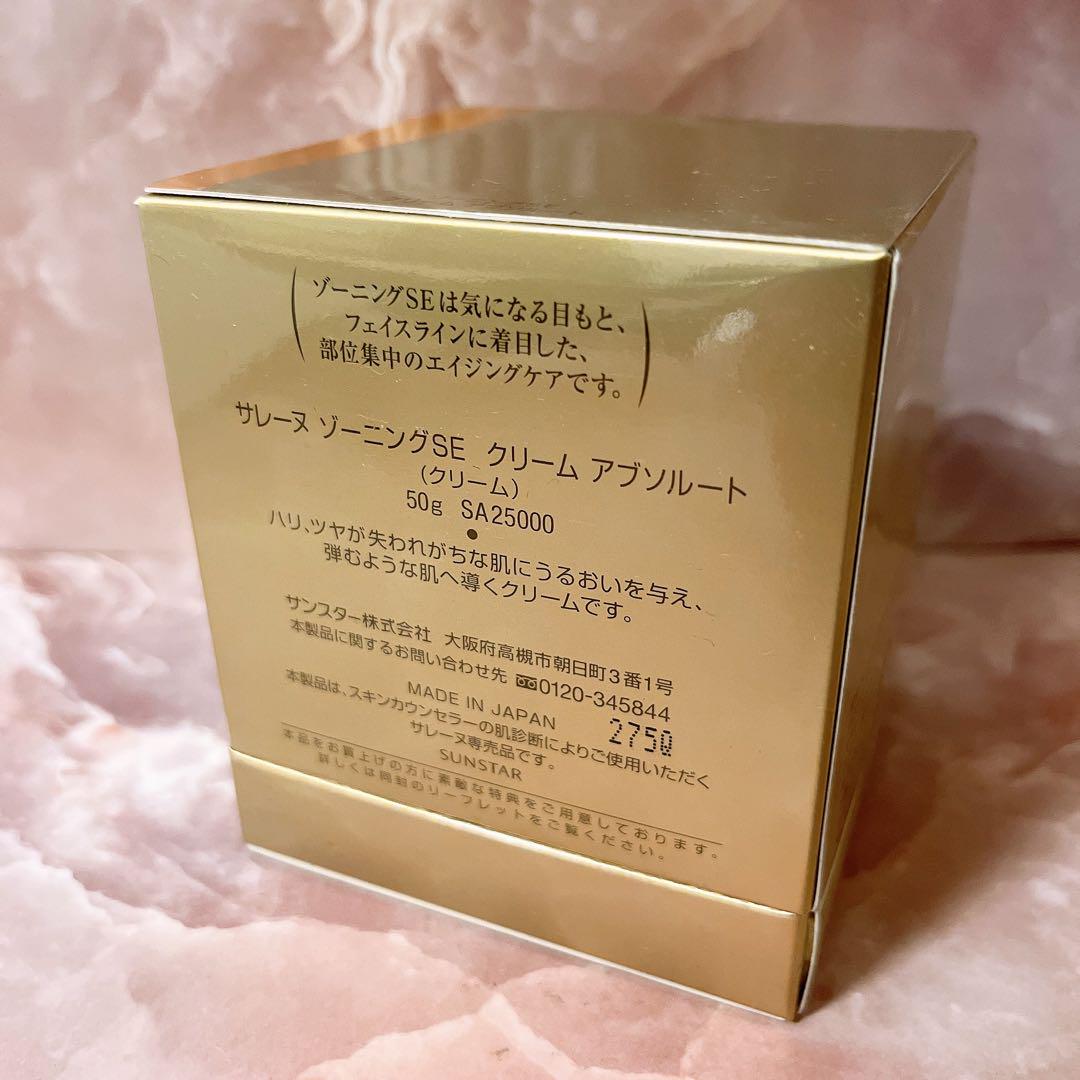 ゾーニングSEは気になる目もと、
フェイスラインに着目した、
部位集中のエイジングケアです。
サレーヌ ゾーニングSE クリーム アブソルート
(クリーム)
50g SA25000
ハリ、ツヤが失われがちな肌にうるおいを与え、
弾むような肌へ導くクリームです。
サンスター株式会社 大阪府高槻市朝日町3番1号
本製品に関するお問い合わせ先 0120-345844
MADE IN JAPAN
275Q
本製品は、スキンカウンセラーの肌診断によりご使用いただく
サレーヌ専売品です。
SUNSTAR
本品をお買上げの方に素敵な特典をご用意しております。
詳しくは同封のリーフレットをご覧ください。